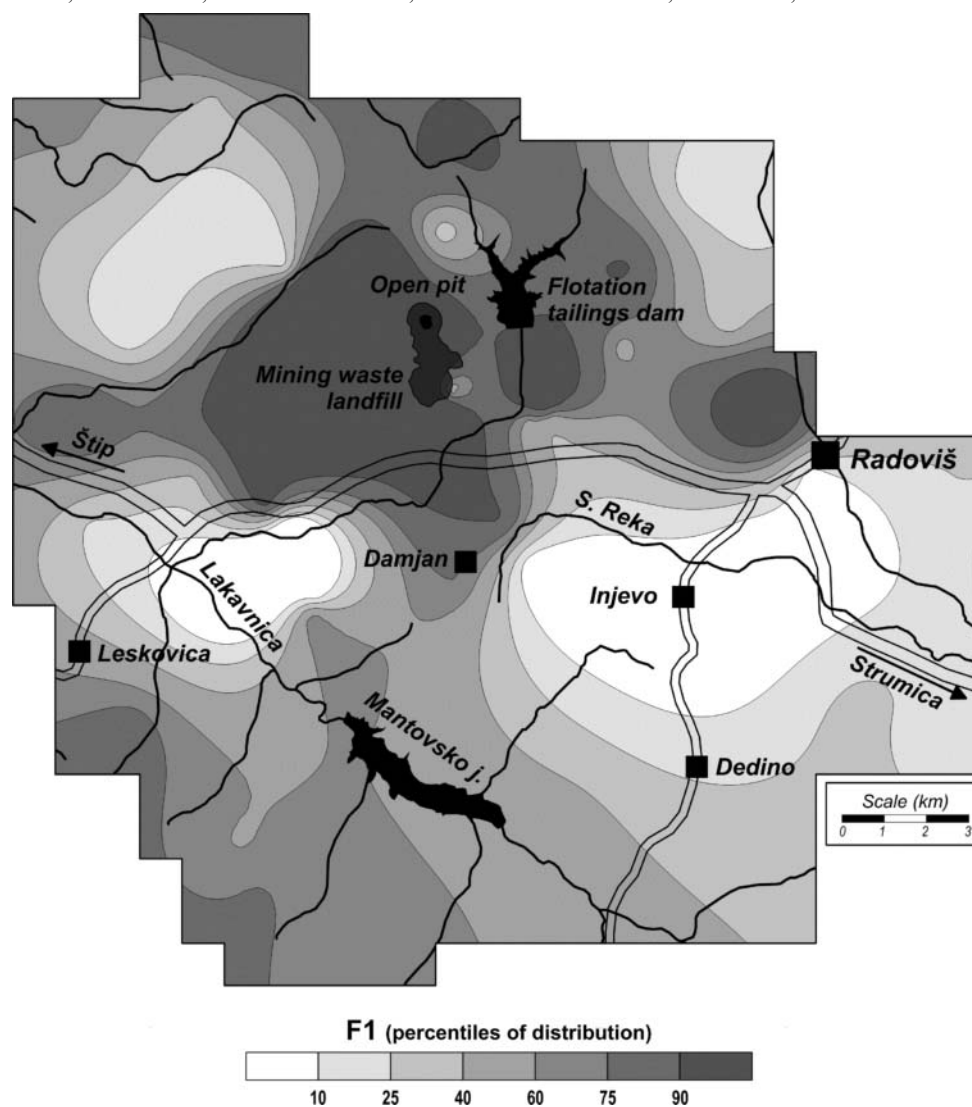 Open pit
Flotation
tailings dam
Mining waste
landfill
Štip
Radoviš
S. Reka
Damjan
Lakavnica
Injevo
Leskovica
Strumica
Mantovsko j.
Dedino
Scale (km)
0 1 2 3
F1 (percentiles of distribution)
10 25 40 60 75 90